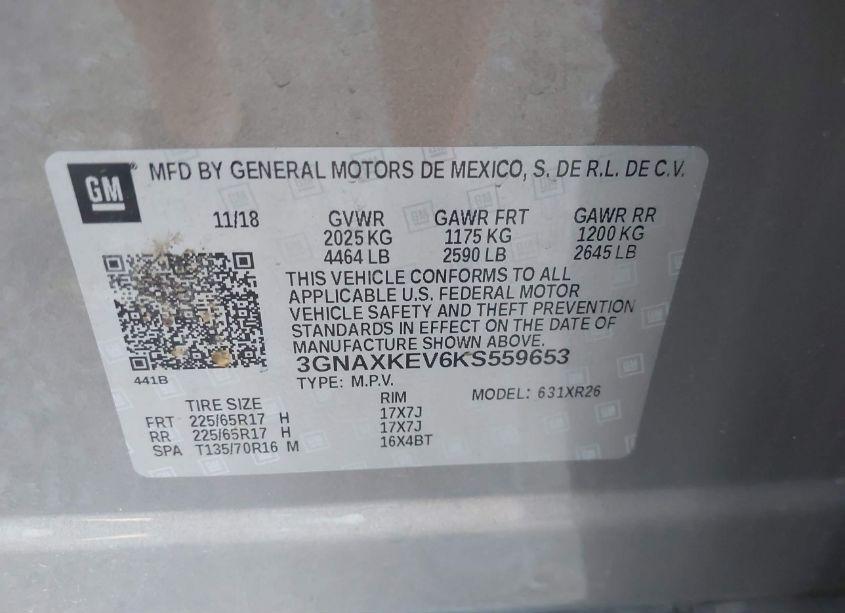 GM
MFD BY GENERAL MOTORS DE MEXICO, S. DE R.L. DE C.V.
11/18 GVWR GAWR FRT GAWR RR
2025 KG 1175 KG 1200 KG
4464 LB 2590 LB 2645 LB
THIS VEHICLE CONFORMS TO ALL
APPLICABLE U.S. FEDERAL MOTOR
VEHICLE SAFETY AND THEFT PREVENTION
STANDARDS IN EFFECT ON THE DATE OF
MANUFACTURE SHOWN ABOVE.
3GNAXKEV6KS559653
441B
TYPE: M.P.V. MODEL: 631XR26
TIRE SIZE RIM
FRT 225/65R17 H 17X7J
RR 225/65R17 H 17X7J
SPA T135/70R16 M 16X4BT